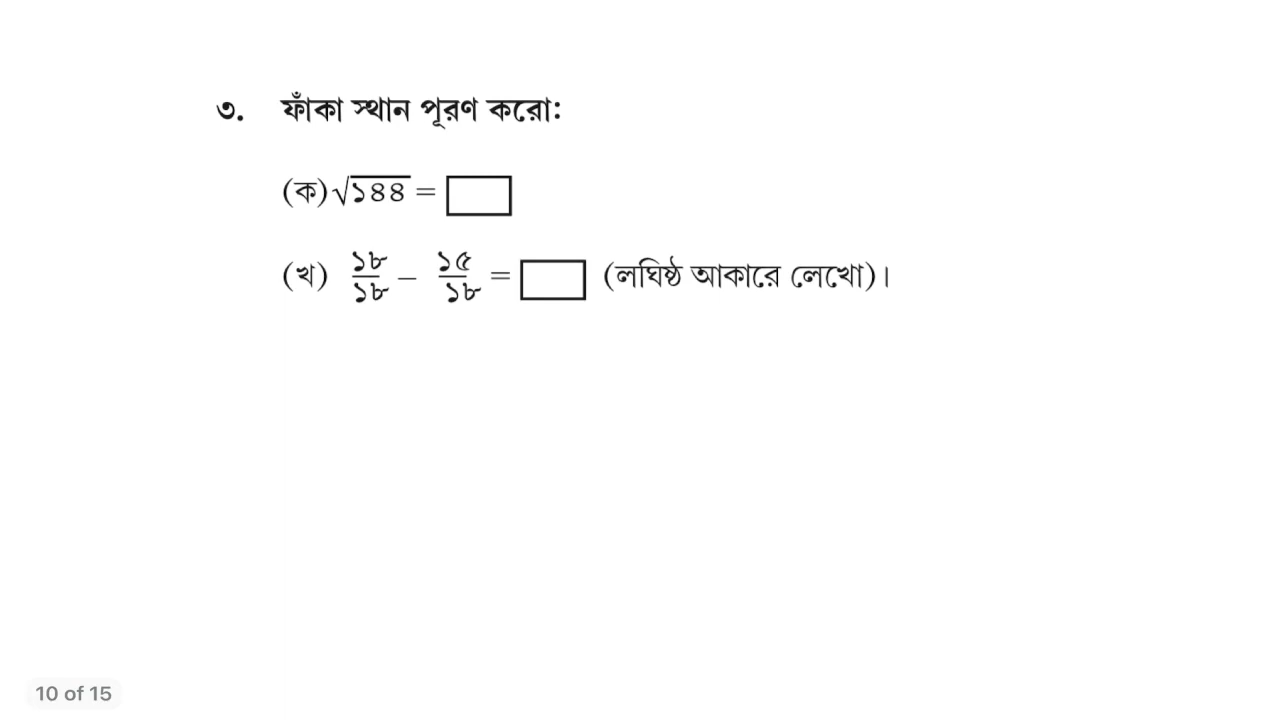 ৩. ফাঁকা স্থান পূরণ করো:
(ক) √১৪৪ =
(খ) ১৮/১৮ – ১৫/১৮ = (লঘিষ্ঠ আকারে লেখো)।
10 of 15